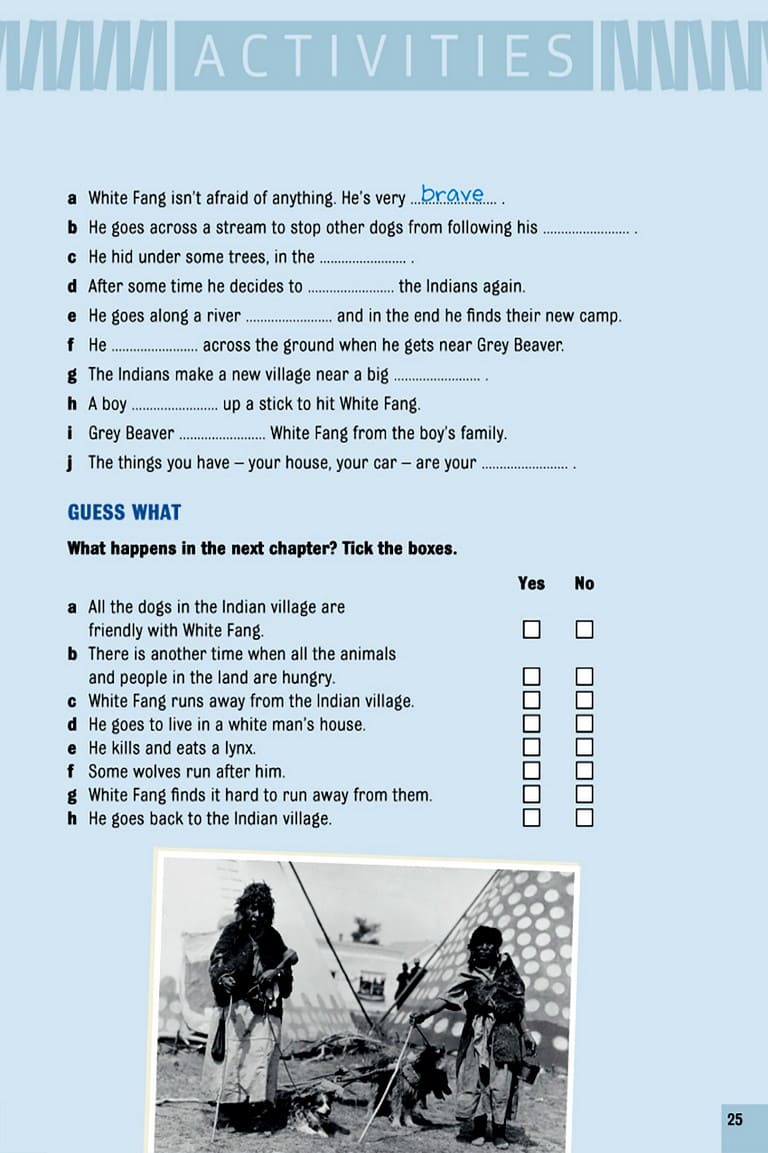 ACTIVITIES
a White Fang isn't afraid of anything. He's very ...brave... .
b He goes across a stream to stop other dogs from following his ........................ .
c He hid under some trees, in the ........................ .
d After some time he decides to ........................ the Indians again.
e He goes along a river ........................ and in the end he finds their new camp.
f He ........................ across the ground when he gets near Grey Beaver.
g The Indians make a new village near a big ........................ .
h A boy ........................ up a stick to hit White Fang.
i Grey Beaver ........................ White Fang from the boy's family.
j The things you have – your house, your car – are your ........................ .
GUESS WHAT
What happens in the next chapter? Tick the boxes.
Yes No
a All the dogs in the Indian village are
friendly with White Fang.
b There is another time when all the animals
and people in the land are hungry.
c White Fang runs away from the Indian village.
d He goes to live in a white man's house.
e He kills and eats a lynx.
f Some wolves run after him.
g White Fang finds it hard to run away from them.
h He goes back to the Indian village.
25